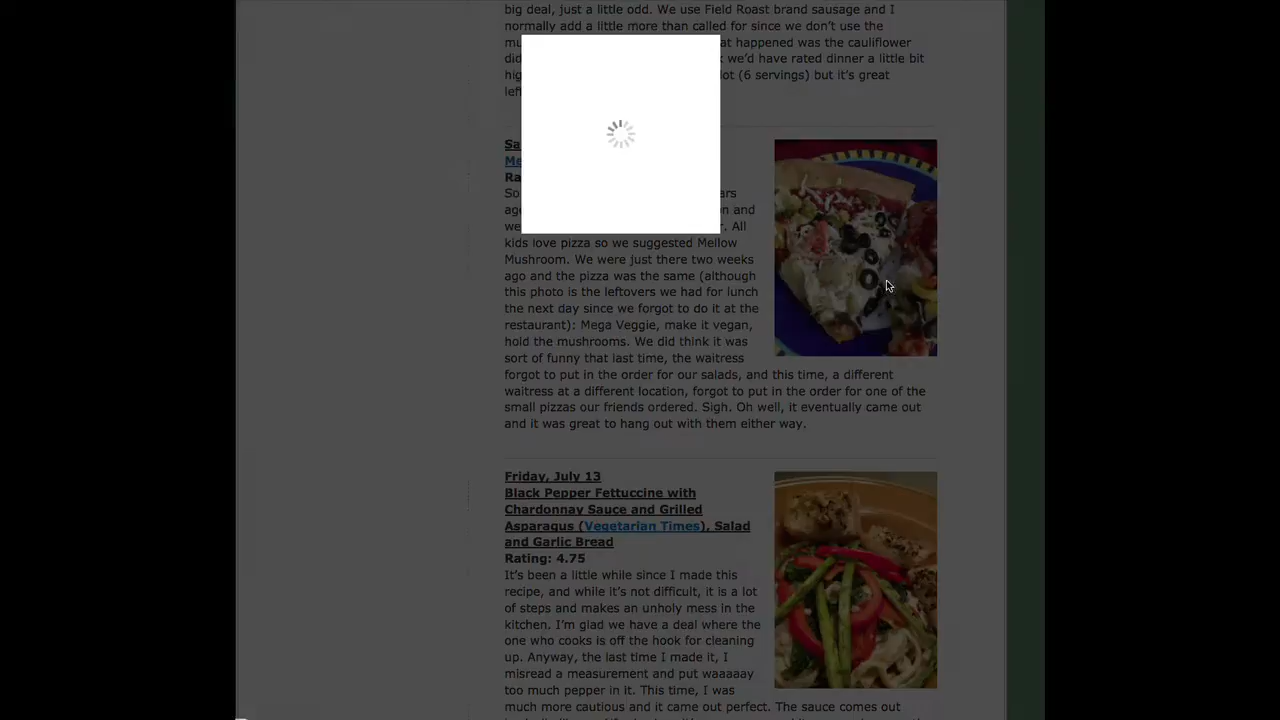 big deal, just a little odd. We use Field Roast brand sausage and I
normally add a little more than called for since we don't use the
mu at happened was the cauliflower
did we'd have rated dinner a little bit
hig lot (6 servings) but it's great
lef
Sa
Me
Ra
So ars
age n and
we r. All
kids love pizza so we suggested Mellow
Mushroom. We were just there two weeks
ago and the pizza was the same (although
this photo is the leftovers we had for lunch
the next day since we forgot to do it at the
restaurant): Mega Veggie, make it vegan,
hold the mushrooms. We did think it was
sort of funny that last time, the waitress
forgot to put in the order for our salads, and this time, a different
waitress at a different location, forgot to put in the order for one of the
small pizzas our friends ordered. Sigh. Oh well, it eventually came out
and it was great to hang out with them either way.
Friday, July 13
Black Pepper Fettuccine with
Chardonnay Sauce and Grilled
Asparagus (Vegetarian Times), Salad
and Garlic Bread
Rating: 4.75
It's been a little while since I made this
recipe, and while it's not difficult, it is a lot
of steps and makes an unholy mess in the
kitchen. I'm glad we have a deal where the
one who cooks is off the hook for cleaning
up. Anyway, the last time I made it, I
misread a measurement and put waaaaay
too much pepper in it. This time, I was
much more cautious and it came out perfect. The sauce comes out